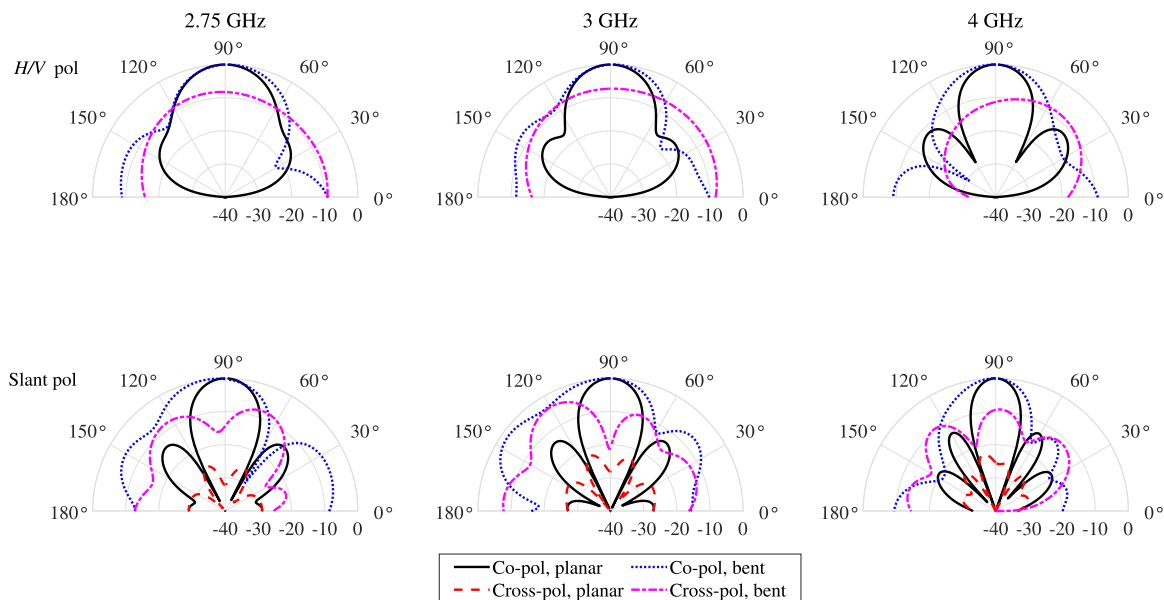 2.75 GHz 3 GHz 4 GHz
H/V pol
90° 90° 90°
120° 60° 120° 60° 120° 60°
150° 30° 150° 30° 150° 30°
180° 0° 180° 0° 180° 0°
-40 -30 -20 -10 0 -40 -30 -20 -10 0 -40 -30 -20 -10 0
90° 90° 90°
Slant pol
120° 60° 120° 60° 120° 60°
150° 30° 150° 30° 150° 30°
180° 0° 180° 0° 180° 0°
-40 -30 -20 -10 0 -40 -30 -20 -10 0 -40 -30 -20 -10 0
Co-pol, planar Co-pol, bent
Cross-pol, planar Cross-pol, bent